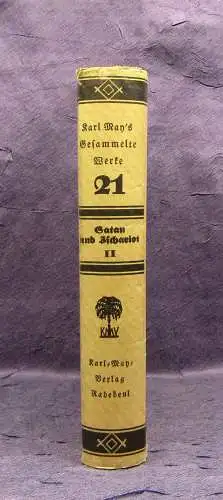 Karl May's
Gesammelte
Werke
21
Satan
und Ischariot
II
KMV
Karl-May-
Verlag
Radebeul